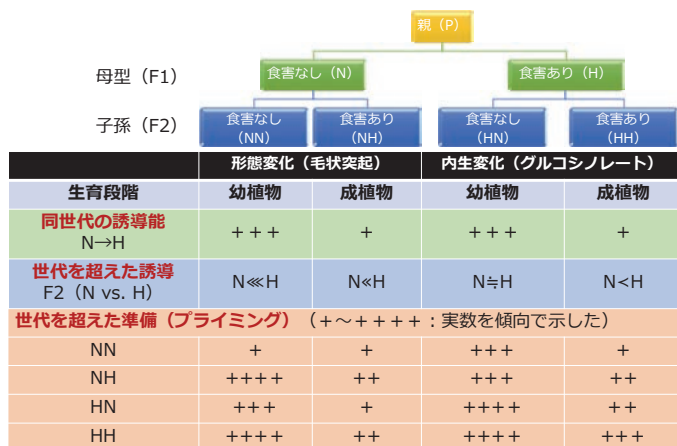 親（P）
母型（F1）
食害なし（N）
食害あり（H）
子孫（F2）
食害なし
（NN）
食害あり
（NH）
食害なし
（HN）
食害あり
（HH）
形態変化（毛状突起）
内生変化（グルコシノレート）
生育段階 幼植物 成植物 幼植物 成植物
同世代の誘導能
N→H
+++ + +++ +
世代を超えた誘導
F2（N vs. H）
N⋘H N≪H N≒H N<H
世代を超えた準備（プライミング）（+～++++：実数を傾向で示した）
NN + + +++ +
NH ++++ ++ +++ ++
HN +++ + ++++ ++
HH ++++ ++ ++++ +++